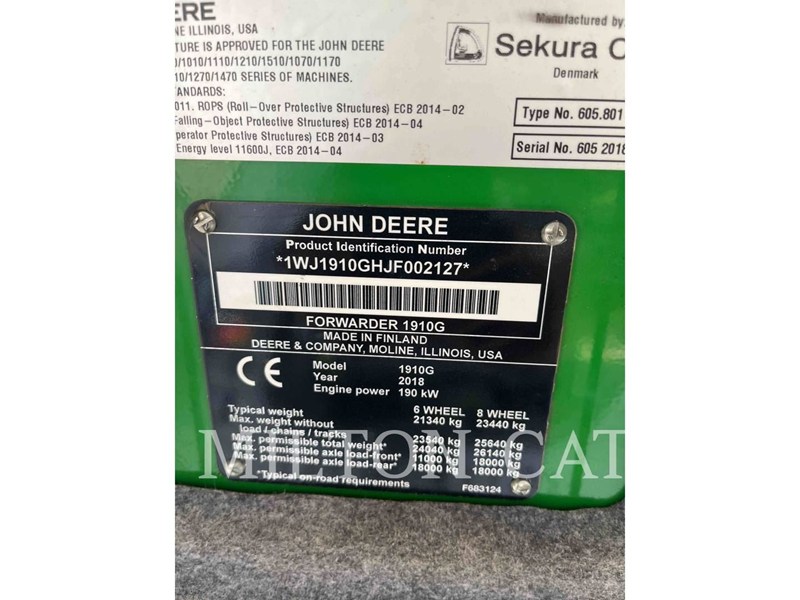 ERE
NE ILLINOIS, USA
TURE IS APPROVED FOR THE JOHN DEERE
0/1010/1110/1210/1510/1070/1170
10/1270/1470 SERIES OF MACHINES.
TANDARDS:
011. ROPS (Roll-Over Protective Structures) ECB 2014-02
Falling-Object Protective Structures) ECB 2014-04
perator Protective Structures) ECB 2014-03
Energy level 11600J, ECB 2014-04
Manufactured by:
Sekura C
Denmark
Type No. 605.801
Serial No. 605 2018
JOHN DEERE
Product Identification Number
*1WJ1910GHJF002127*
FORWARDER 1910G
MADE IN FINLAND
DEERE & COMPANY, MOLINE, ILLINOIS, USA
CE
Model 1910G
Year 2018
Engine power 190 kW
6 WHEEL 8 WHEEL
Typical weight 21340 kg 23440 kg
Max. weight without
load / chains / tracks 23540 kg 25640 kg
Max. permissible total weight* 24040 kg 26140 kg
Max. permissible axle load-front* 11000 kg 18000 kg
Max. permissible axle load-rear* 18000 kg 18000 kg
*Typical on-road requirements
F683124
MILTON CAT